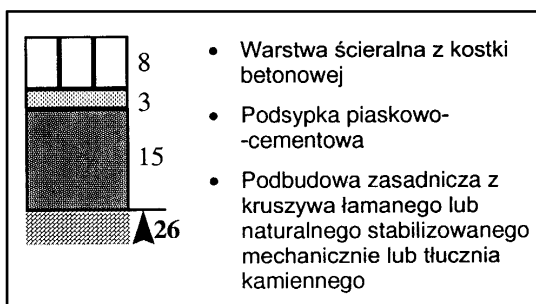 8
3
15
26
• Warstwa ścieralna z kostki
betonowej
• Podsypka piaskowo-
-cementowa
• Podbudowa zasadnicza z
kruszywa łamanego lub
naturalnego stabilizowanego
mechanicznie lub tłucznia
kamiennego